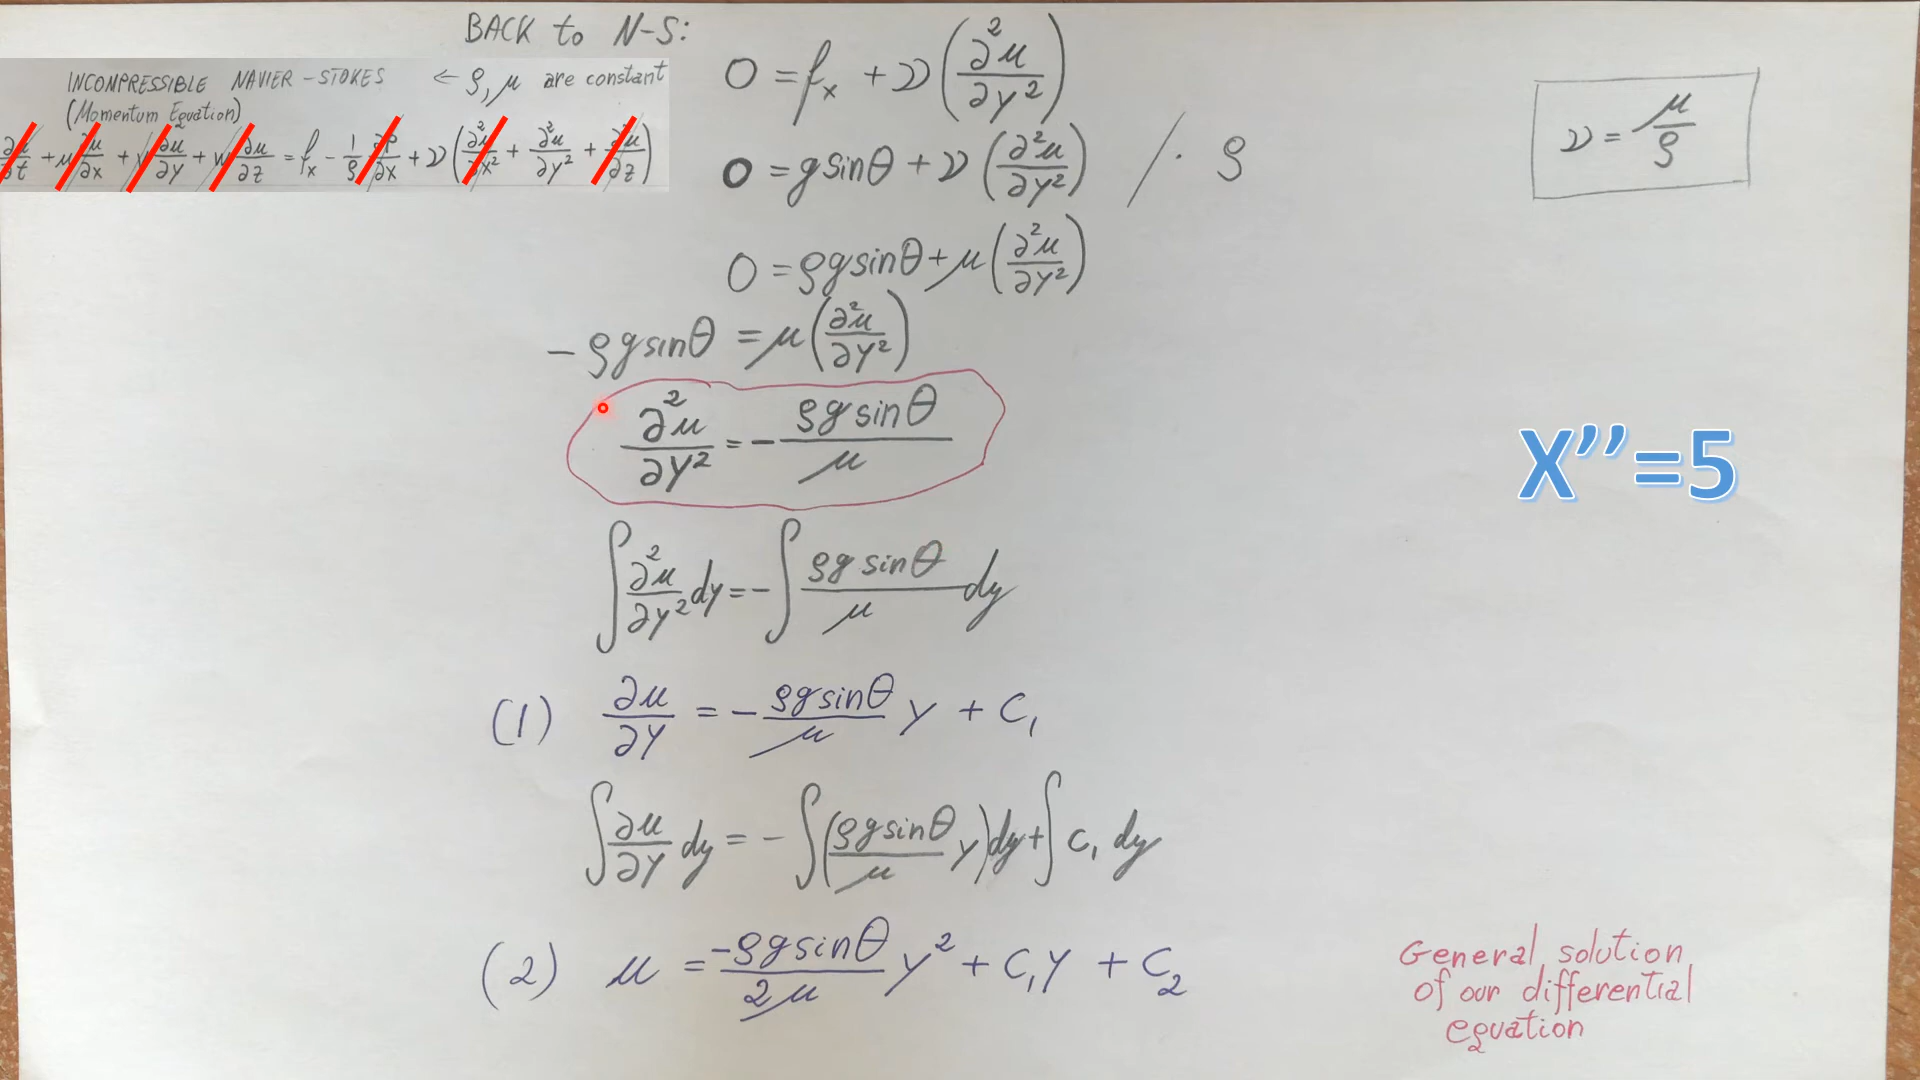 BACK to N-S:
INCOMPRESSIBLE NAVIER-STOKES ← ρ, μ are constant
(Momentum Equation)
∂u/∂t + u ∂u/∂x + v ∂u/∂y + w ∂u/∂z = f_x - 1/ρ ∂p/∂x + ν(∂²u/∂x² + ∂²u/∂y² + ∂²u/∂z)
0 = f_x + ν(∂²u/∂y²)
0 = g sinθ + ν(∂²u/∂y²) / · ρ
ν = μ/ρ
0 = ρg sinθ + μ(∂²u/∂y²)
- ρg sinθ = μ(∂²u/∂y²)
∂²u/∂y² = - ρg sinθ/μ
X’’=5
∫ ∂²u/∂y² dy = - ∫ ρg sinθ/μ dy
(1) ∂u/∂y = - ρg sinθ/μ y + C₁
∫ ∂u/∂y dy = - ∫(ρg sinθ/μ y)dy + ∫ C₁ dy
(2) u = -ρg sinθ/2μ y² + C₁y + C₂
General solution
of our differential
equation